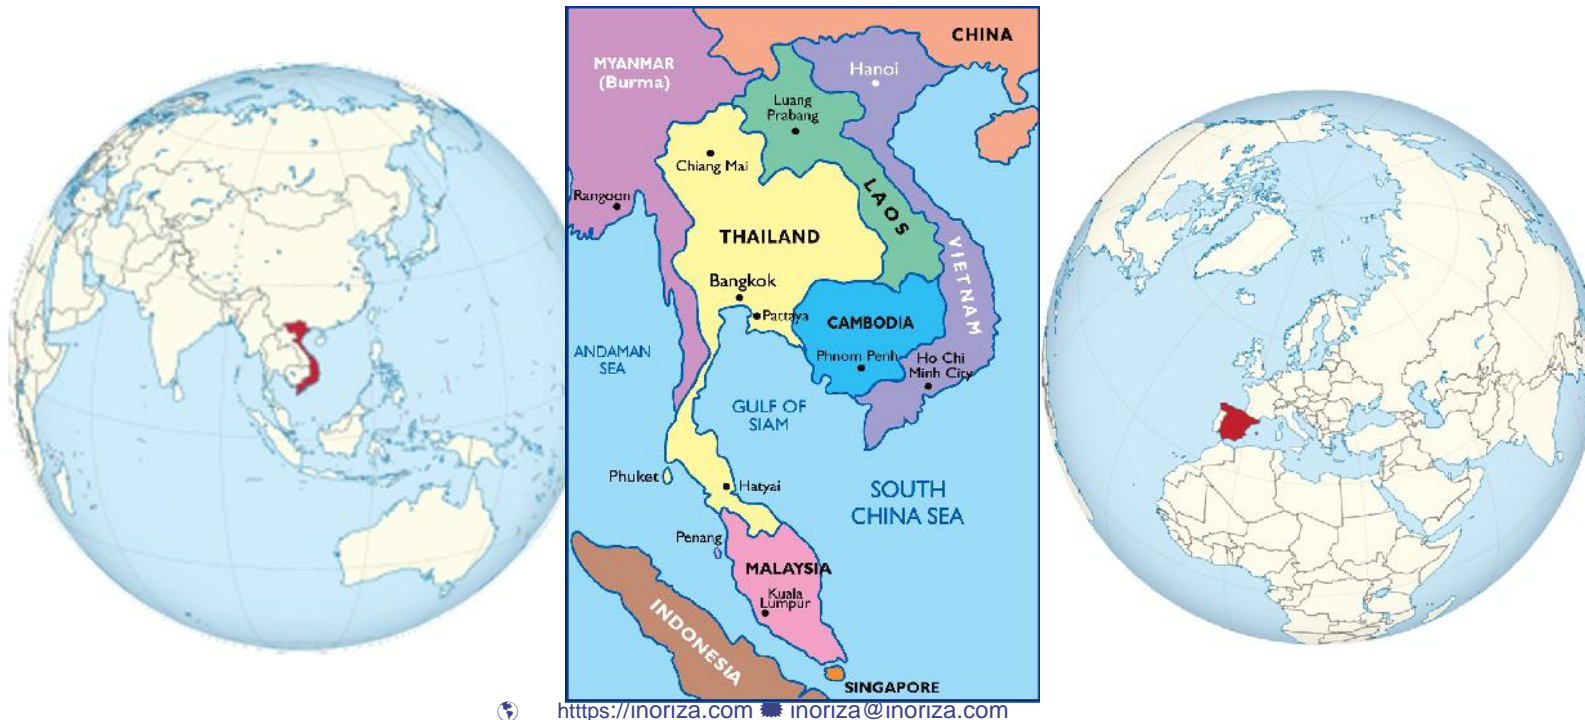 CHINA
MYANMAR
(Burma)
Hanoi
Luang
Prabang
Chiang Mai
Rangoon
LAOS
THAILAND
VIETNAM
Bangkok
Pattaya
CAMBODIA
ANDAMAN
SEA
Phnom Penh
Ho Chi
Minh City
GULF OF
SIAM
Phuket
Hatyai
SOUTH
CHINA SEA
Penang
MALAYSIA
Kuala
Lumpur
INDONESIA
SINGAPORE
htttps://inoriza.com inoriza@inoriza.com